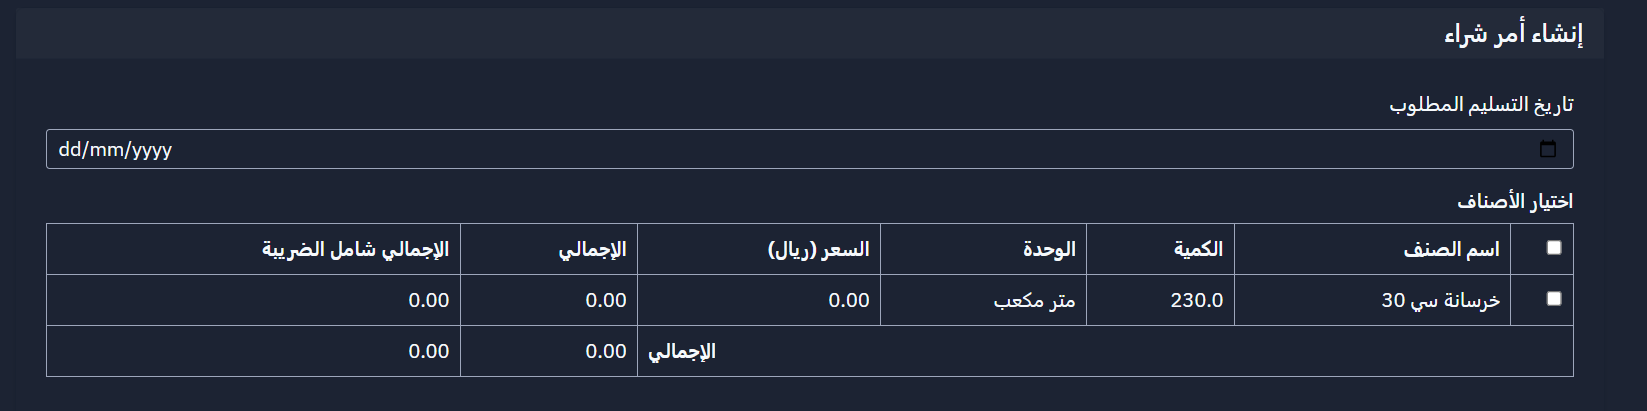 إنشاء أمر شراء
تاريخ التسليم المطلوب
dd/mm/yyyy
اختيار الأصناف
اسم الصنف الكمية الوحدة السعر (ريال) الإجمالي الإجمالي شامل الضريبة
خرسانة سي 30 230.0 متر مكعب 0.00 0.00 0.00
الإجمالي 0.00 0.00